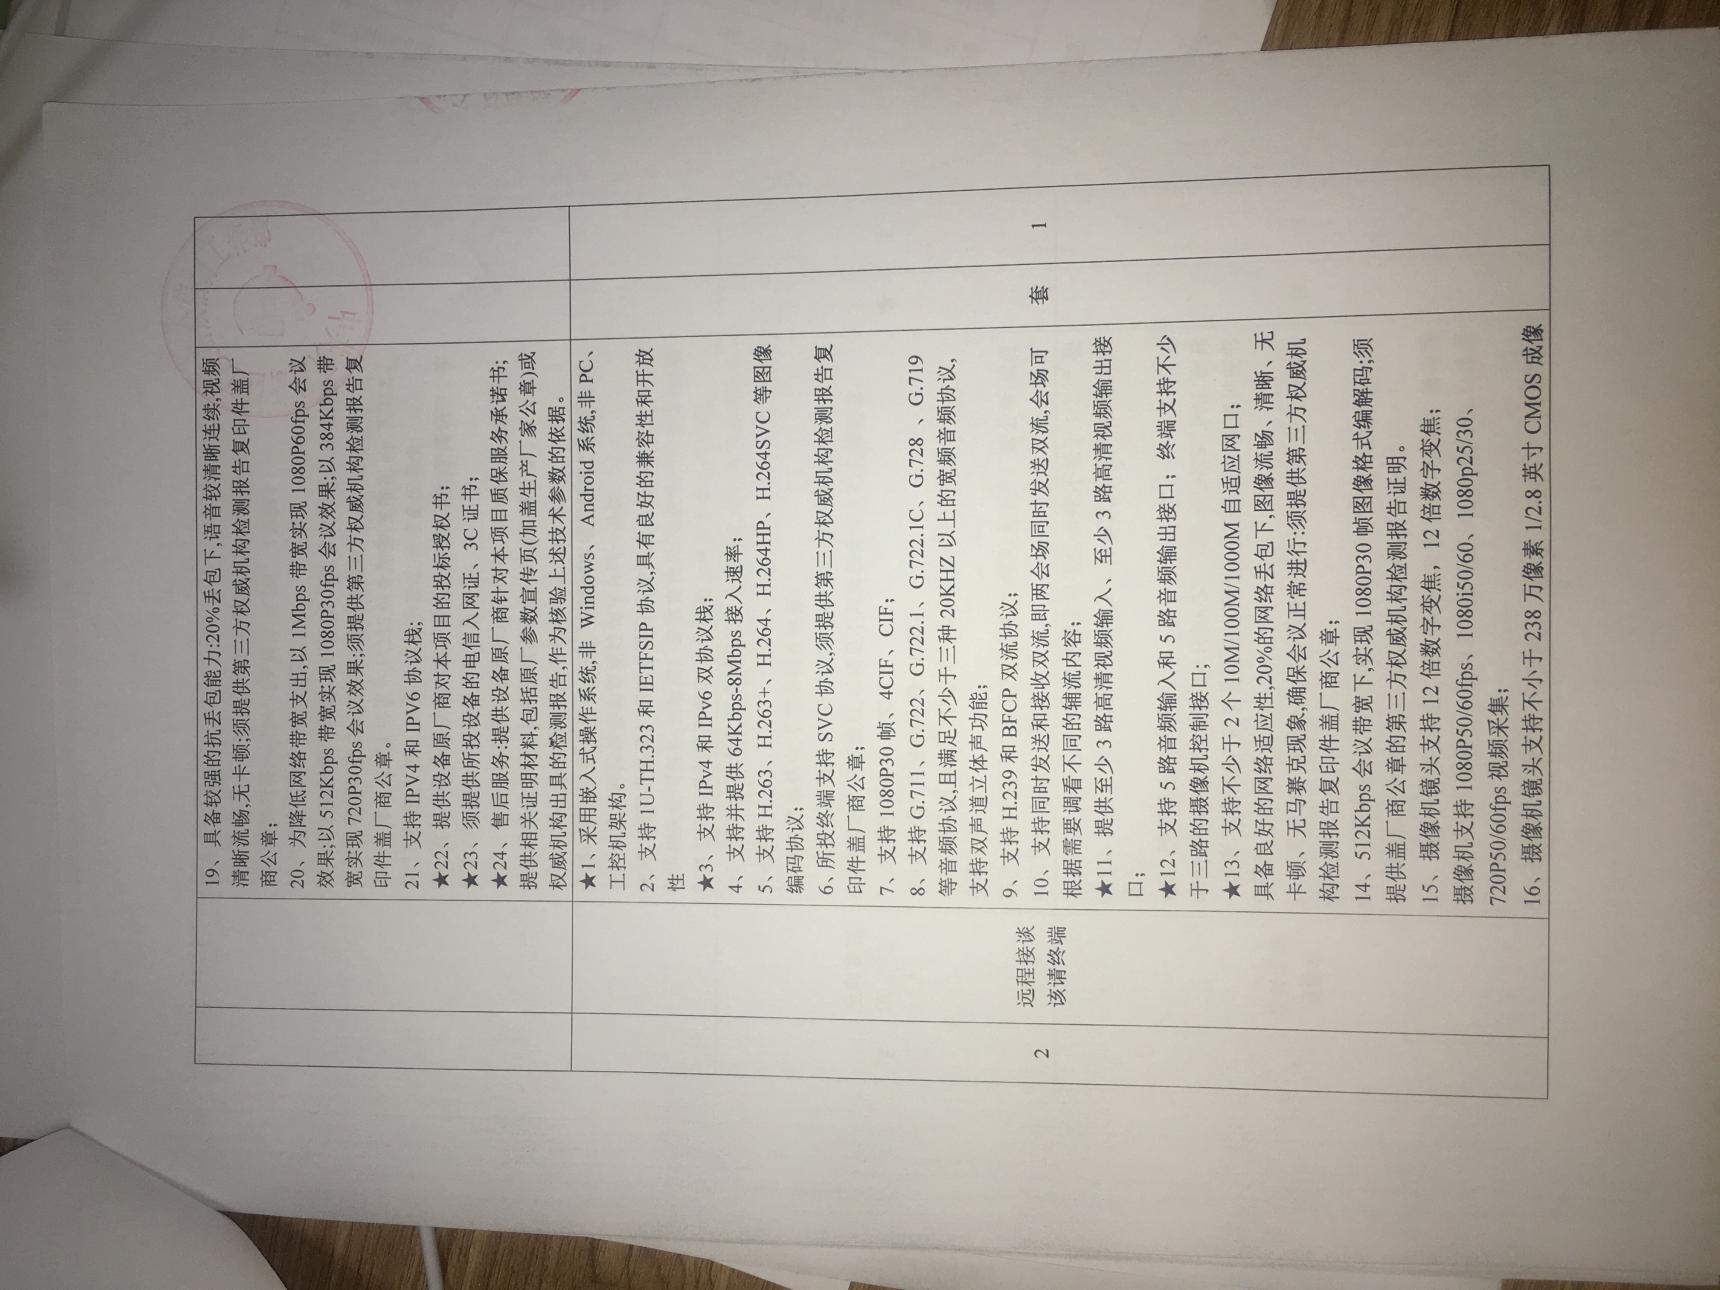 19、具备较强的抗丢包能力:20%丢包下,语音较清晰连续,视频
清晰流畅,无卡顿;须提供第三方权威机构检测报告复印件盖厂
商公章；
20、为降低网络带宽支出,以 1Mbps 带宽实现 1080P60fps 会议
效果;以 512Kbps 带宽实现 1080P30fps 会议效果;以 384Kbps 带
宽实现 720P30fps 会议效果;须提供第三方权威机构检测报告复
印件盖厂商公章。
21、支持 IPV4 和 IPV6 协议栈;
★22、提供设备原厂商对本项目的投标授权书;
★23、须提供所投设备的电信入网证、3C 证书;
★24、售后服务:提供设备原厂商针对本项目质保服务承诺书;
提供相关证明材料,包括原厂参数宣传页(加盖生产厂家公章)或
权威机构出具的检测报告,作为核验上述技术参数的依据。
2
远程接谈
该请终端
★1、采用嵌入式操作系统,非 Windows、Android 系统,非 PC、
工控机架构。
2、支持 1U-TH.323 和 IETFSIP 协议,具有良好的兼容性和开放
性
★3、支持 IPv4 和 IPv6 双协议栈;
4、支持并提供 64Kbps-8Mbps 接入速率;
5、支持 H.263、H.263+、H.264、H.264HP、H.264SVC 等图像
编码协议;
6、所投终端支持 SVC 协议,须提供第三方权威机构检测报告复
印件盖厂商公章;
7、支持 1080P30 帧、4CIF、CIF;
8、支持 G.711、G.722、G.722.1、G.722.1C、G.728 、G.719
等音频协议,且满足不少于三种 20KHZ 以上的宽频音频协议,
支持双声道立体声功能;
9、支持 H.239 和 BFCP 双流协议;
10、支持同时发送和接收双流,即两会场同时发送双流,会场可
根据需要调看不同的辅流内容;
★11、提供至少 3 路高清视频输入、至少 3 路高清视频输出接
口;
★12、支持 5 路音频输入和 5 路音频输出接口；终端支持不少
于三路的摄像机控制接口;
★13、支持不少于 2 个 10M/100M/1000M 自适应网口;
具备良好的网络适应性,20%的网络丢包下,图像流畅、清晰、无
卡顿、无马赛克现象,确保会议正常进行:须提供第三方权威机
构检测报告复印件盖厂商公章;
14、512Kbps 会议带宽下,实现 1080P30 帧图像格式编解码;须
提供盖厂商公章的第三方权威机构检测报告证明。
15、摄像机镜头支持 12 倍数字变焦，12 倍数字变焦;
摄像机支持 1080P50/60fps、1080i50/60、1080p25/30、
720P50/60fps 视频采集;
16、摄像机镜头支持不小于 238 万像素 1/2.8 英寸 CMOS 成像
套
1